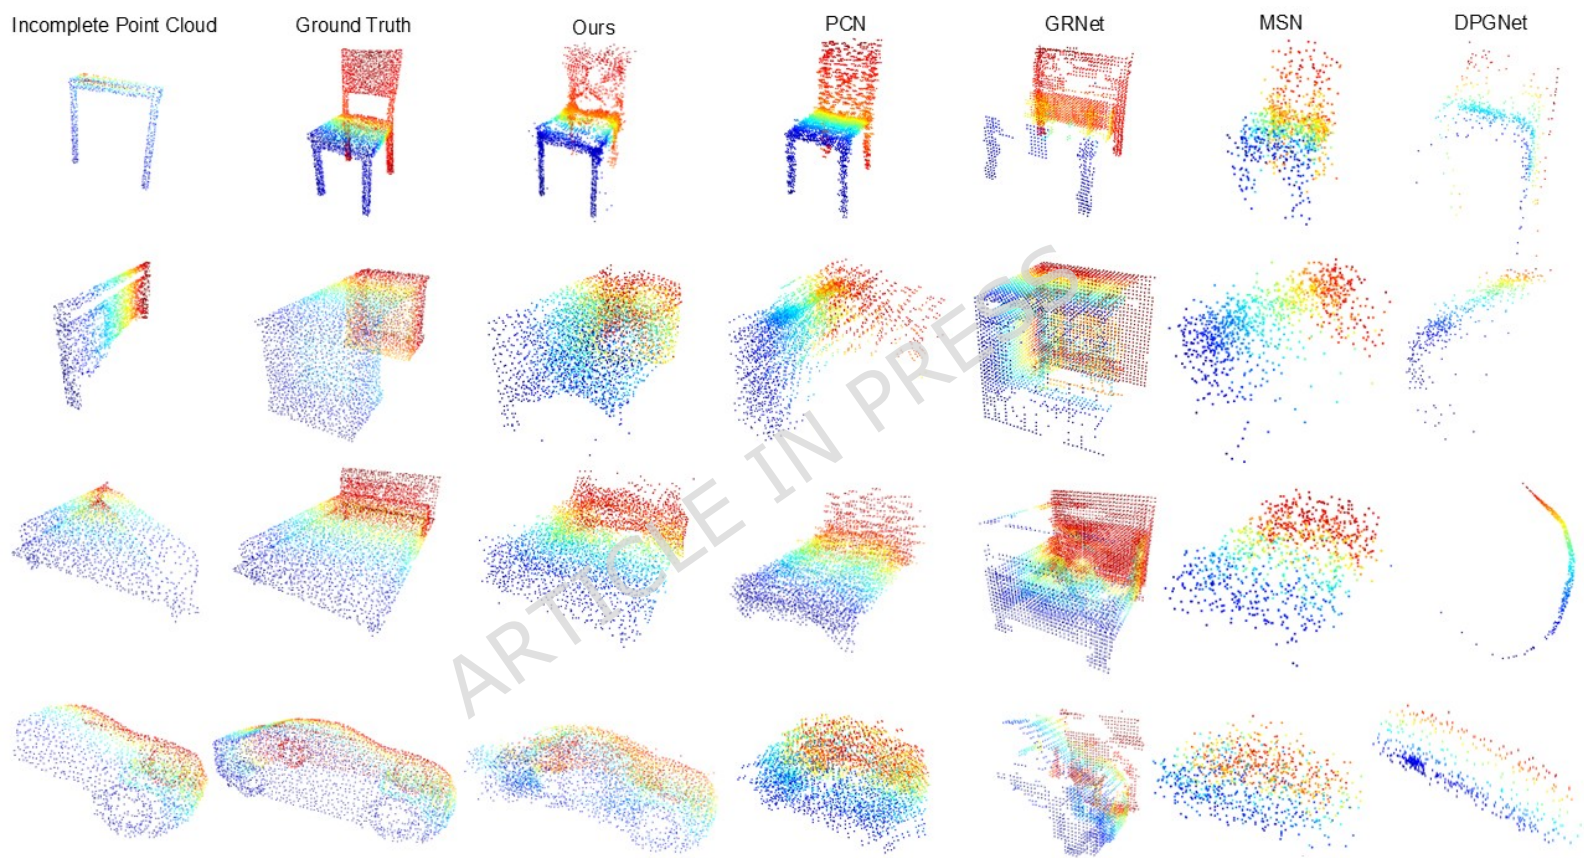 Incomplete Point Cloud Ground Truth Ours PCN GRNet MSN DPGNet
ARTICLE IN PRESS